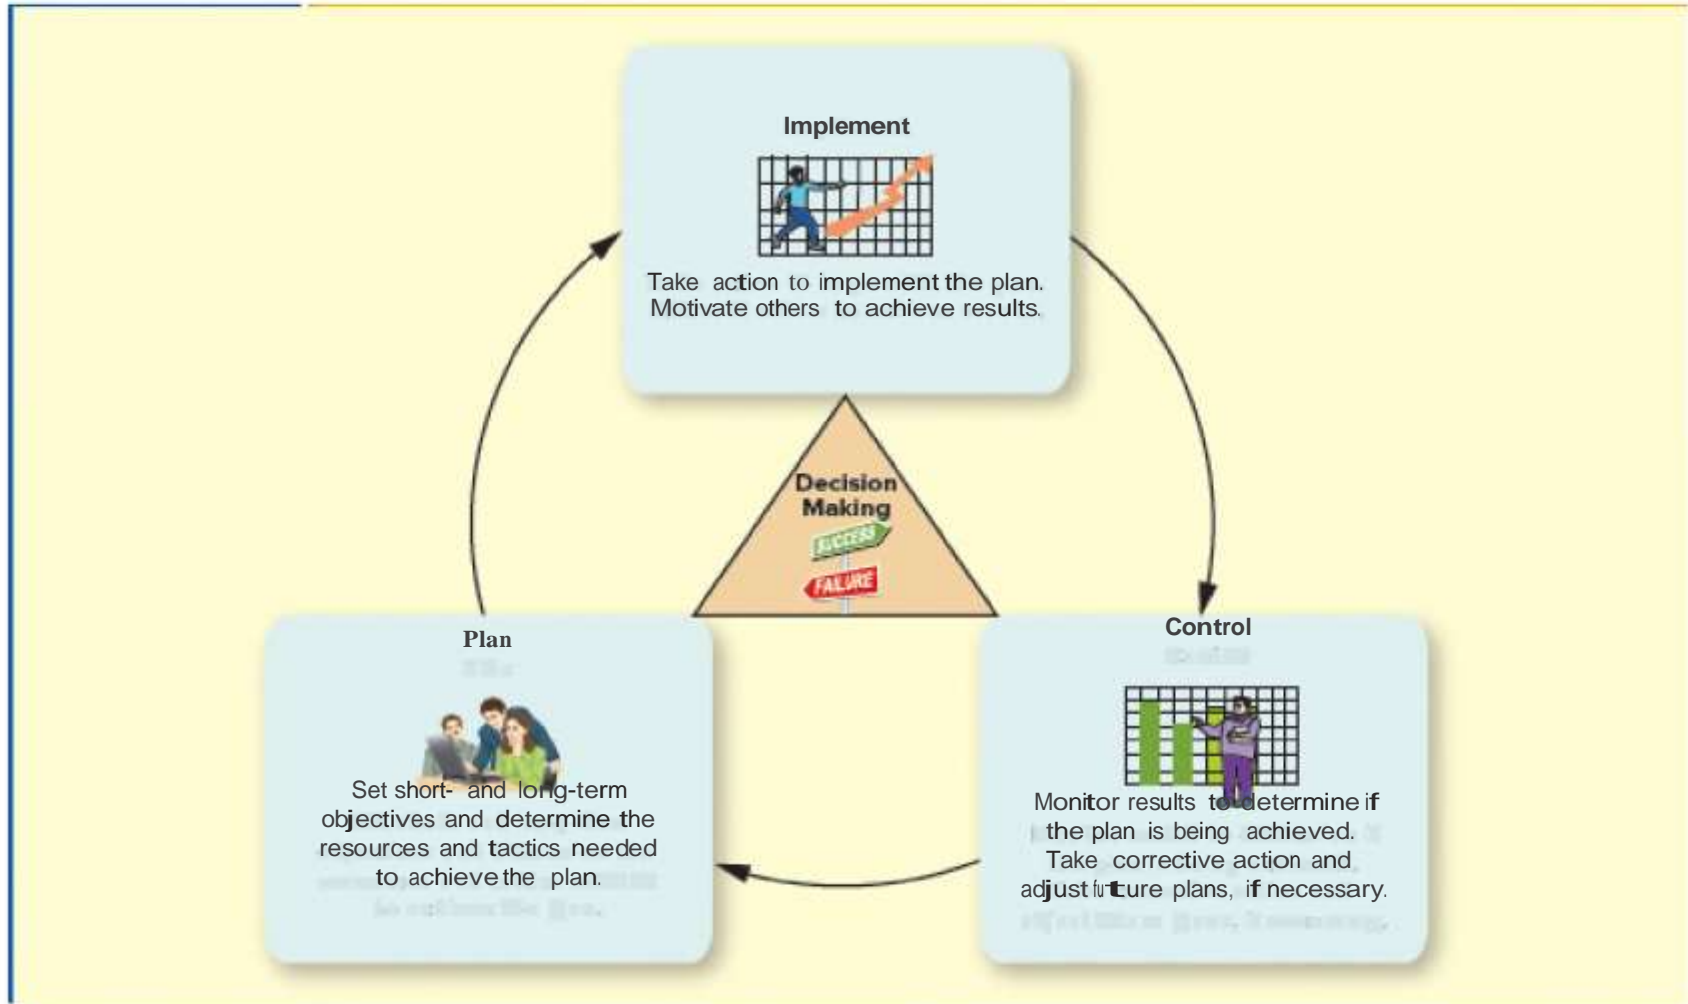 Implement
Take action to implement the plan.
Motivate others to achieve results.
Decision
Making
SUCCESS
FAILURE
Plan
Set short- and long-term
objectives and determine the
resources and tactics needed
to achieve the plan.
Control
Monitor results to determine if
the plan is being achieved.
Take corrective action and
adjust future plans, if necessary.